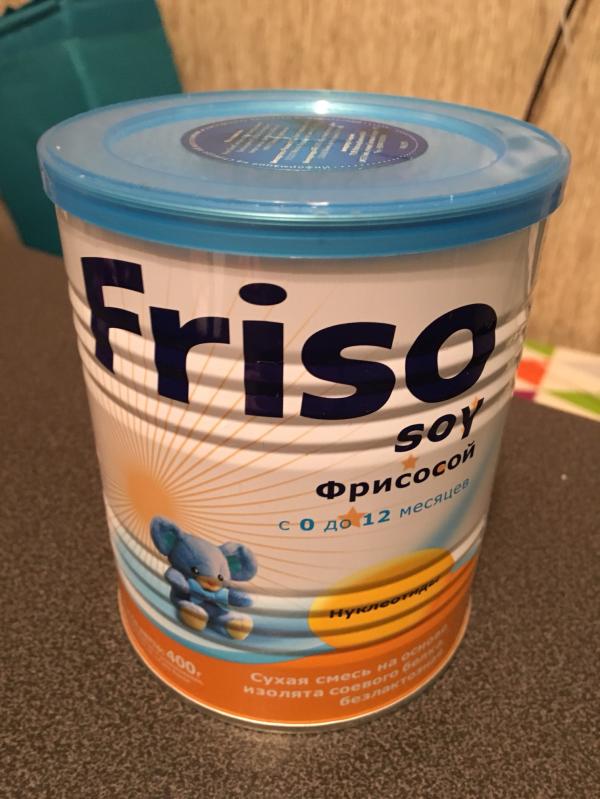 Friso
soy
Фрисосой
с 0 до 12 месяцев
Нуклеотиды
400г
Сухая смесь на основе
изолята соевого белка
безлактозная